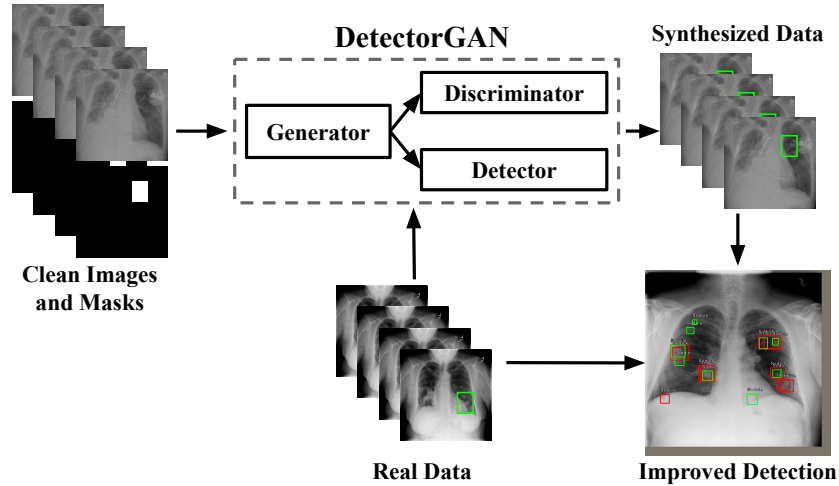 DetectorGAN
Synthesized Data
Generator
Discriminator
Detector
Clean Images
and Masks
Real Data
Improved Detection